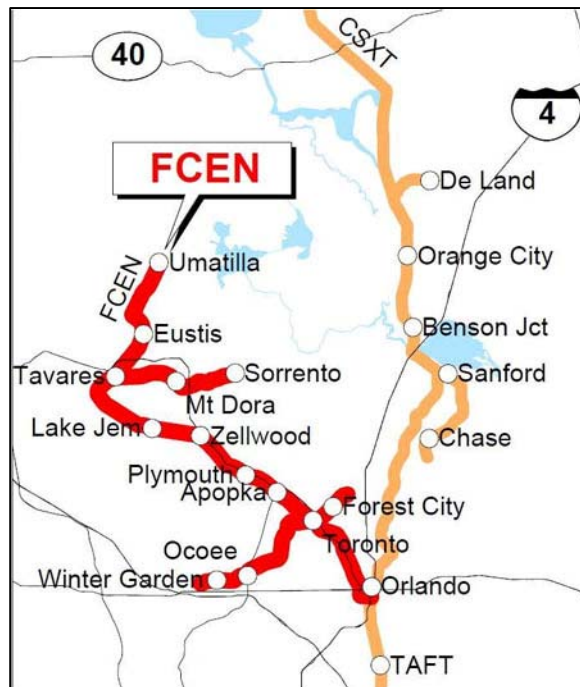 CSXT
40
4
FCEN
De Land
Umatilla
Orange City
FCEN
Eustis
Benson Jct
Tavares
Sorrento
Sanford
Mt Dora
Lake Jem
Zellwood
Chase
Plymouth
Apopka
Forest City
Toronto
Ocoee
Winter Garden
Orlando
TAFT